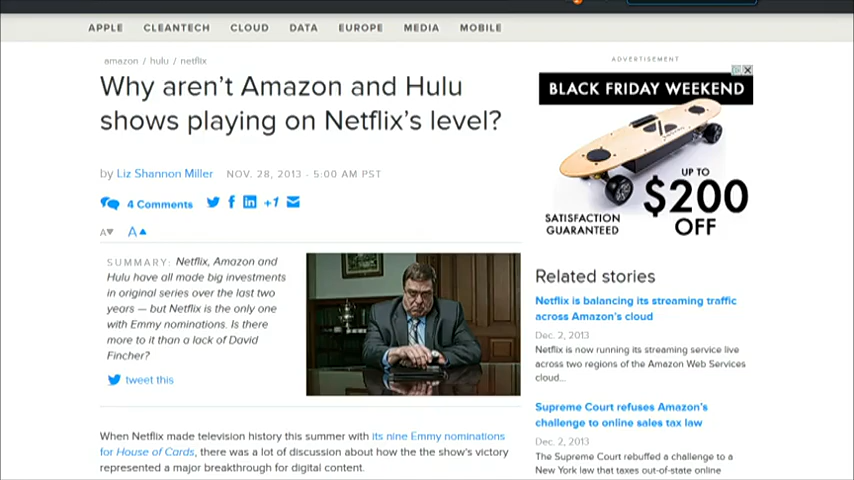 APPLE CLEANTECH CLOUD DATA EUROPE MEDIA MOBILE
amazon / hulu / netflix
Why aren't Amazon and Hulu
shows playing on Netflix's level?
by Liz Shannon Miller NOV. 28, 2013 - 5:00 AM PST
4 Comments +1
A▼ A▲
SUMMARY: Netflix, Amazon and
Hulu have all made big investments
in original series over the last two
years — but Netflix is the only one
with Emmy nominations. Is there
more to it than a lack of David
Fincher?
tweet this
When Netflix made television history this summer with its nine Emmy nominations
for House of Cards, there was a lot of discussion about how the the show's victory
represented a major breakthrough for digital content.
ADVERTISEMENT
BLACK FRIDAY WEEKEND
UP TO
$200
OFF
SATISFACTION
GUARANTEED
Related stories
Netflix is balancing its streaming traffic
across Amazon's cloud
Dec. 2, 2013
Netflix is now running its streaming service live
across two regions of the Amazon Web Services
cloud...
Supreme Court refuses Amazon's
challenge to online sales tax law
Dec. 2, 2013
The Supreme Court rebuffed a challenge to a
New York law that taxes out-of-state online